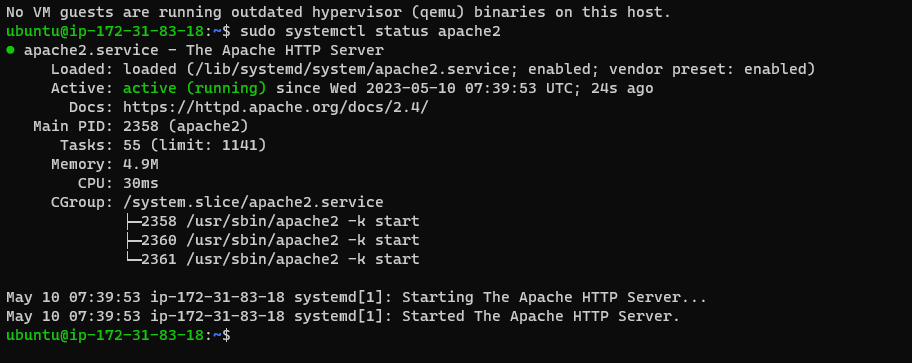 No VM guests are running outdated hypervisor (qemu) binaries on this host.
ubuntu@ip-172-31-83-18:~$ sudo systemctl status apache2
● apache2.service - The Apache HTTP Server
     Loaded: loaded (/lib/systemd/system/apache2.service; enabled; vendor preset: enabled)
     Active: active (running) since Wed 2023-05-10 07:39:53 UTC; 24s ago
       Docs: https://httpd.apache.org/docs/2.4/
   Main PID: 2358 (apache2)
      Tasks: 55 (limit: 1141)
     Memory: 4.9M
        CPU: 30ms
     CGroup: /system.slice/apache2.service
             ├─2358 /usr/sbin/apache2 -k start
             ├─2360 /usr/sbin/apache2 -k start
             └─2361 /usr/sbin/apache2 -k start

May 10 07:39:53 ip-172-31-83-18 systemd[1]: Starting The Apache HTTP Server...
May 10 07:39:53 ip-172-31-83-18 systemd[1]: Started The Apache HTTP Server.
ubuntu@ip-172-31-83-18:~$